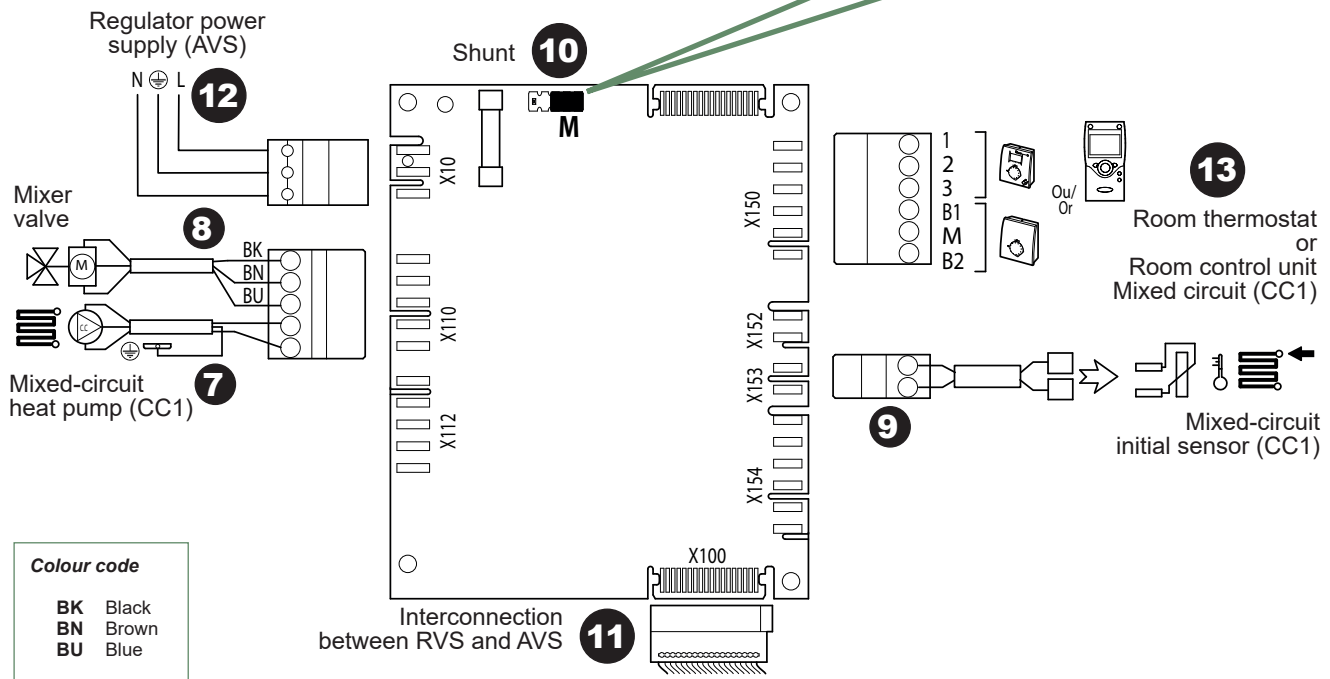 Regulator power
supply (AVS)
N L
12
Shunt 10
M
X10
Mixer
valve
8
BK
BN
BU
M
X110
CC
7
Mixed-circuit
heat pump (CC1)
X112
1
2
3
B1
M
B2
Ou/
Or
13
Room thermostat
or
Room control unit
Mixed circuit (CC1)
X150
X152
X153
9
Mixed-circuit
initial sensor (CC1)
X154
X100
Interconnection
between RVS and AVS
11
Colour code
BK Black
BN Brown
BU Blue